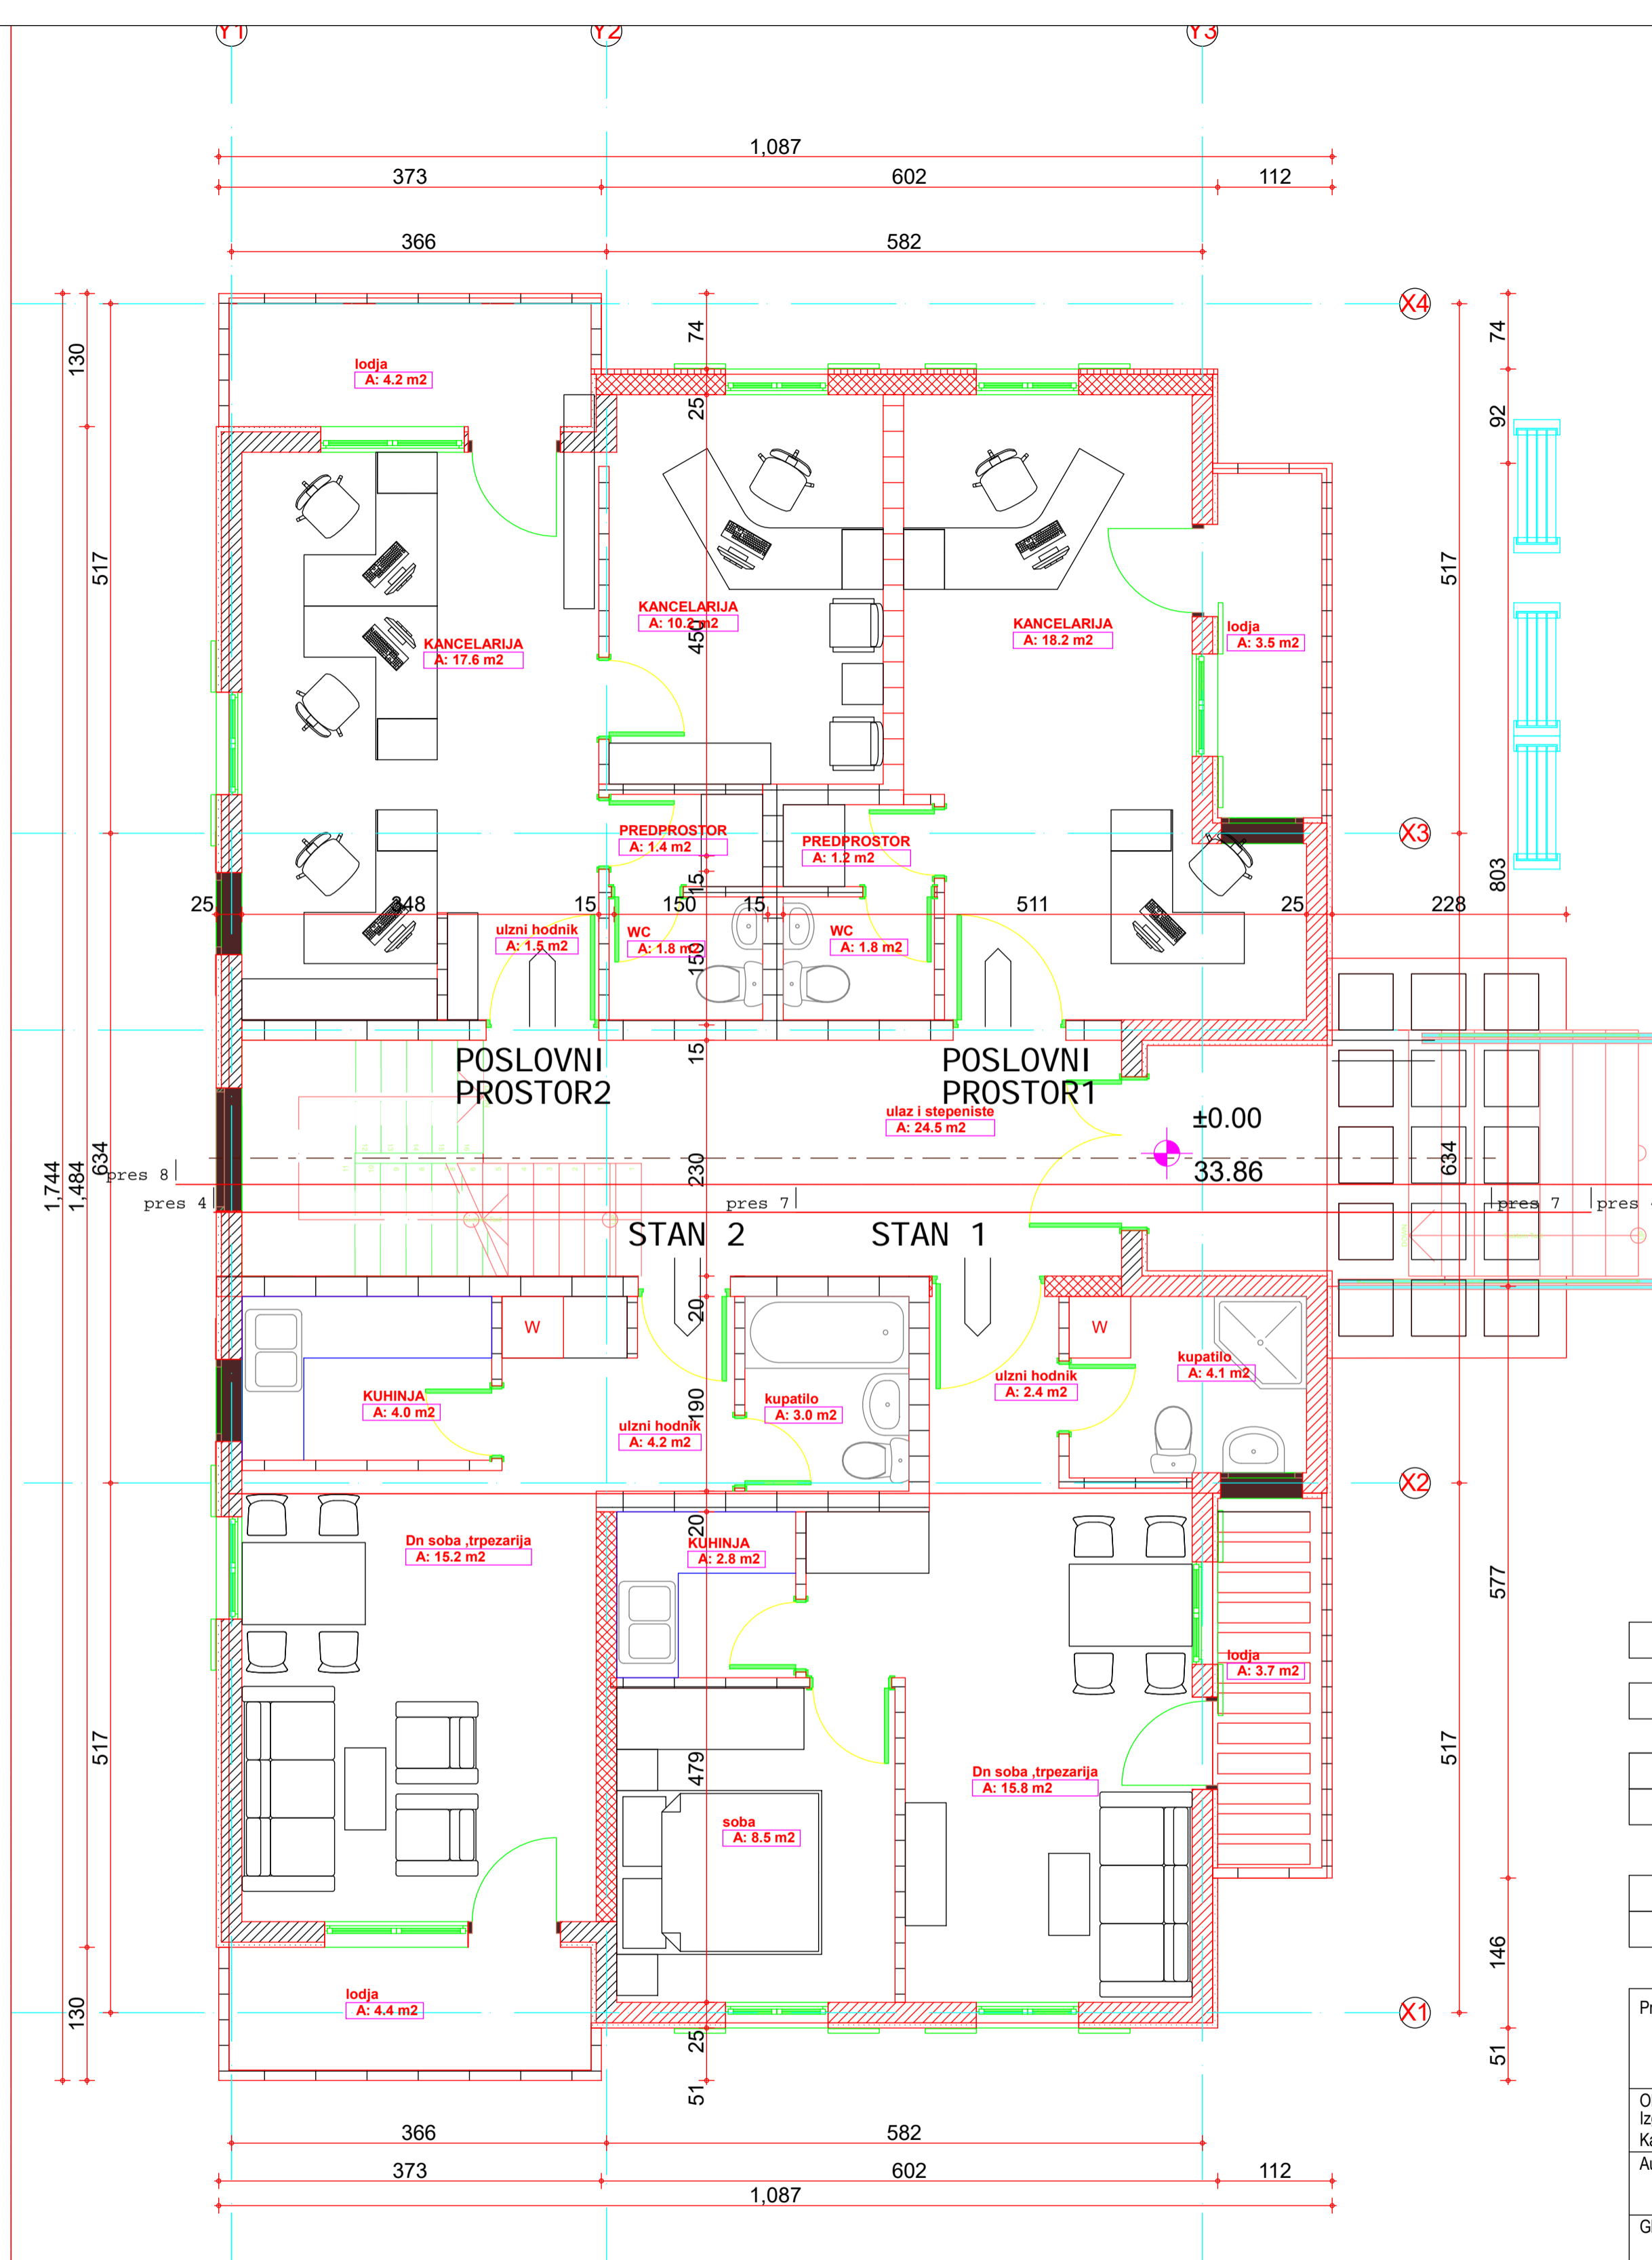 Y1
Y2
Y3
1,087
373
602
112
366
582
X4
74
74
130
lodja
A: 4.2 m2
25
92
517
517
KANCELARIJA
A: 10.2 m2
450
KANCELARIJA
A: 17.6 m2
KANCELARIJA
A: 18.2 m2
lodja
A: 3.5 m2
PREDPROSTOR
A: 1.4 m2
PREDPROSTOR
A: 1.2 m2
X3
803
15
25
348
15
150
15
511
25
228
ulzni hodnik
A: 1.5 m2
WC
A: 1.8 m2
WC
A: 1.8 m2
150
15
POSLOVNI
PROSTOR2
POSLOVNI
PROSTOR1
ulaz i stepeniste
A: 24.5 m2
±0.00
33.86
1,744
1,484
634
230
634
pres 8
pres 4
pres 7
pres 7
pres
STAN 2
STAN 1
20
W
W
kupatilo
A: 4.1 m2
ulzni hodnik
A: 2.4 m2
KUHINJA
A: 4.0 m2
kupatilo
A: 3.0 m2
190
ulzni hodnik
A: 4.2 m2
X2
20
Dn soba ,trpezarija
A: 15.2 m2
KUHINJA
A: 2.8 m2
577
lodja
A: 3.7 m2
517
517
479
Dn soba ,trpezarija
A: 15.8 m2
soba
A: 8.5 m2
146
lodja
A: 4.4 m2
130
X1
25
51
51
366
582
373
602
112
1,087